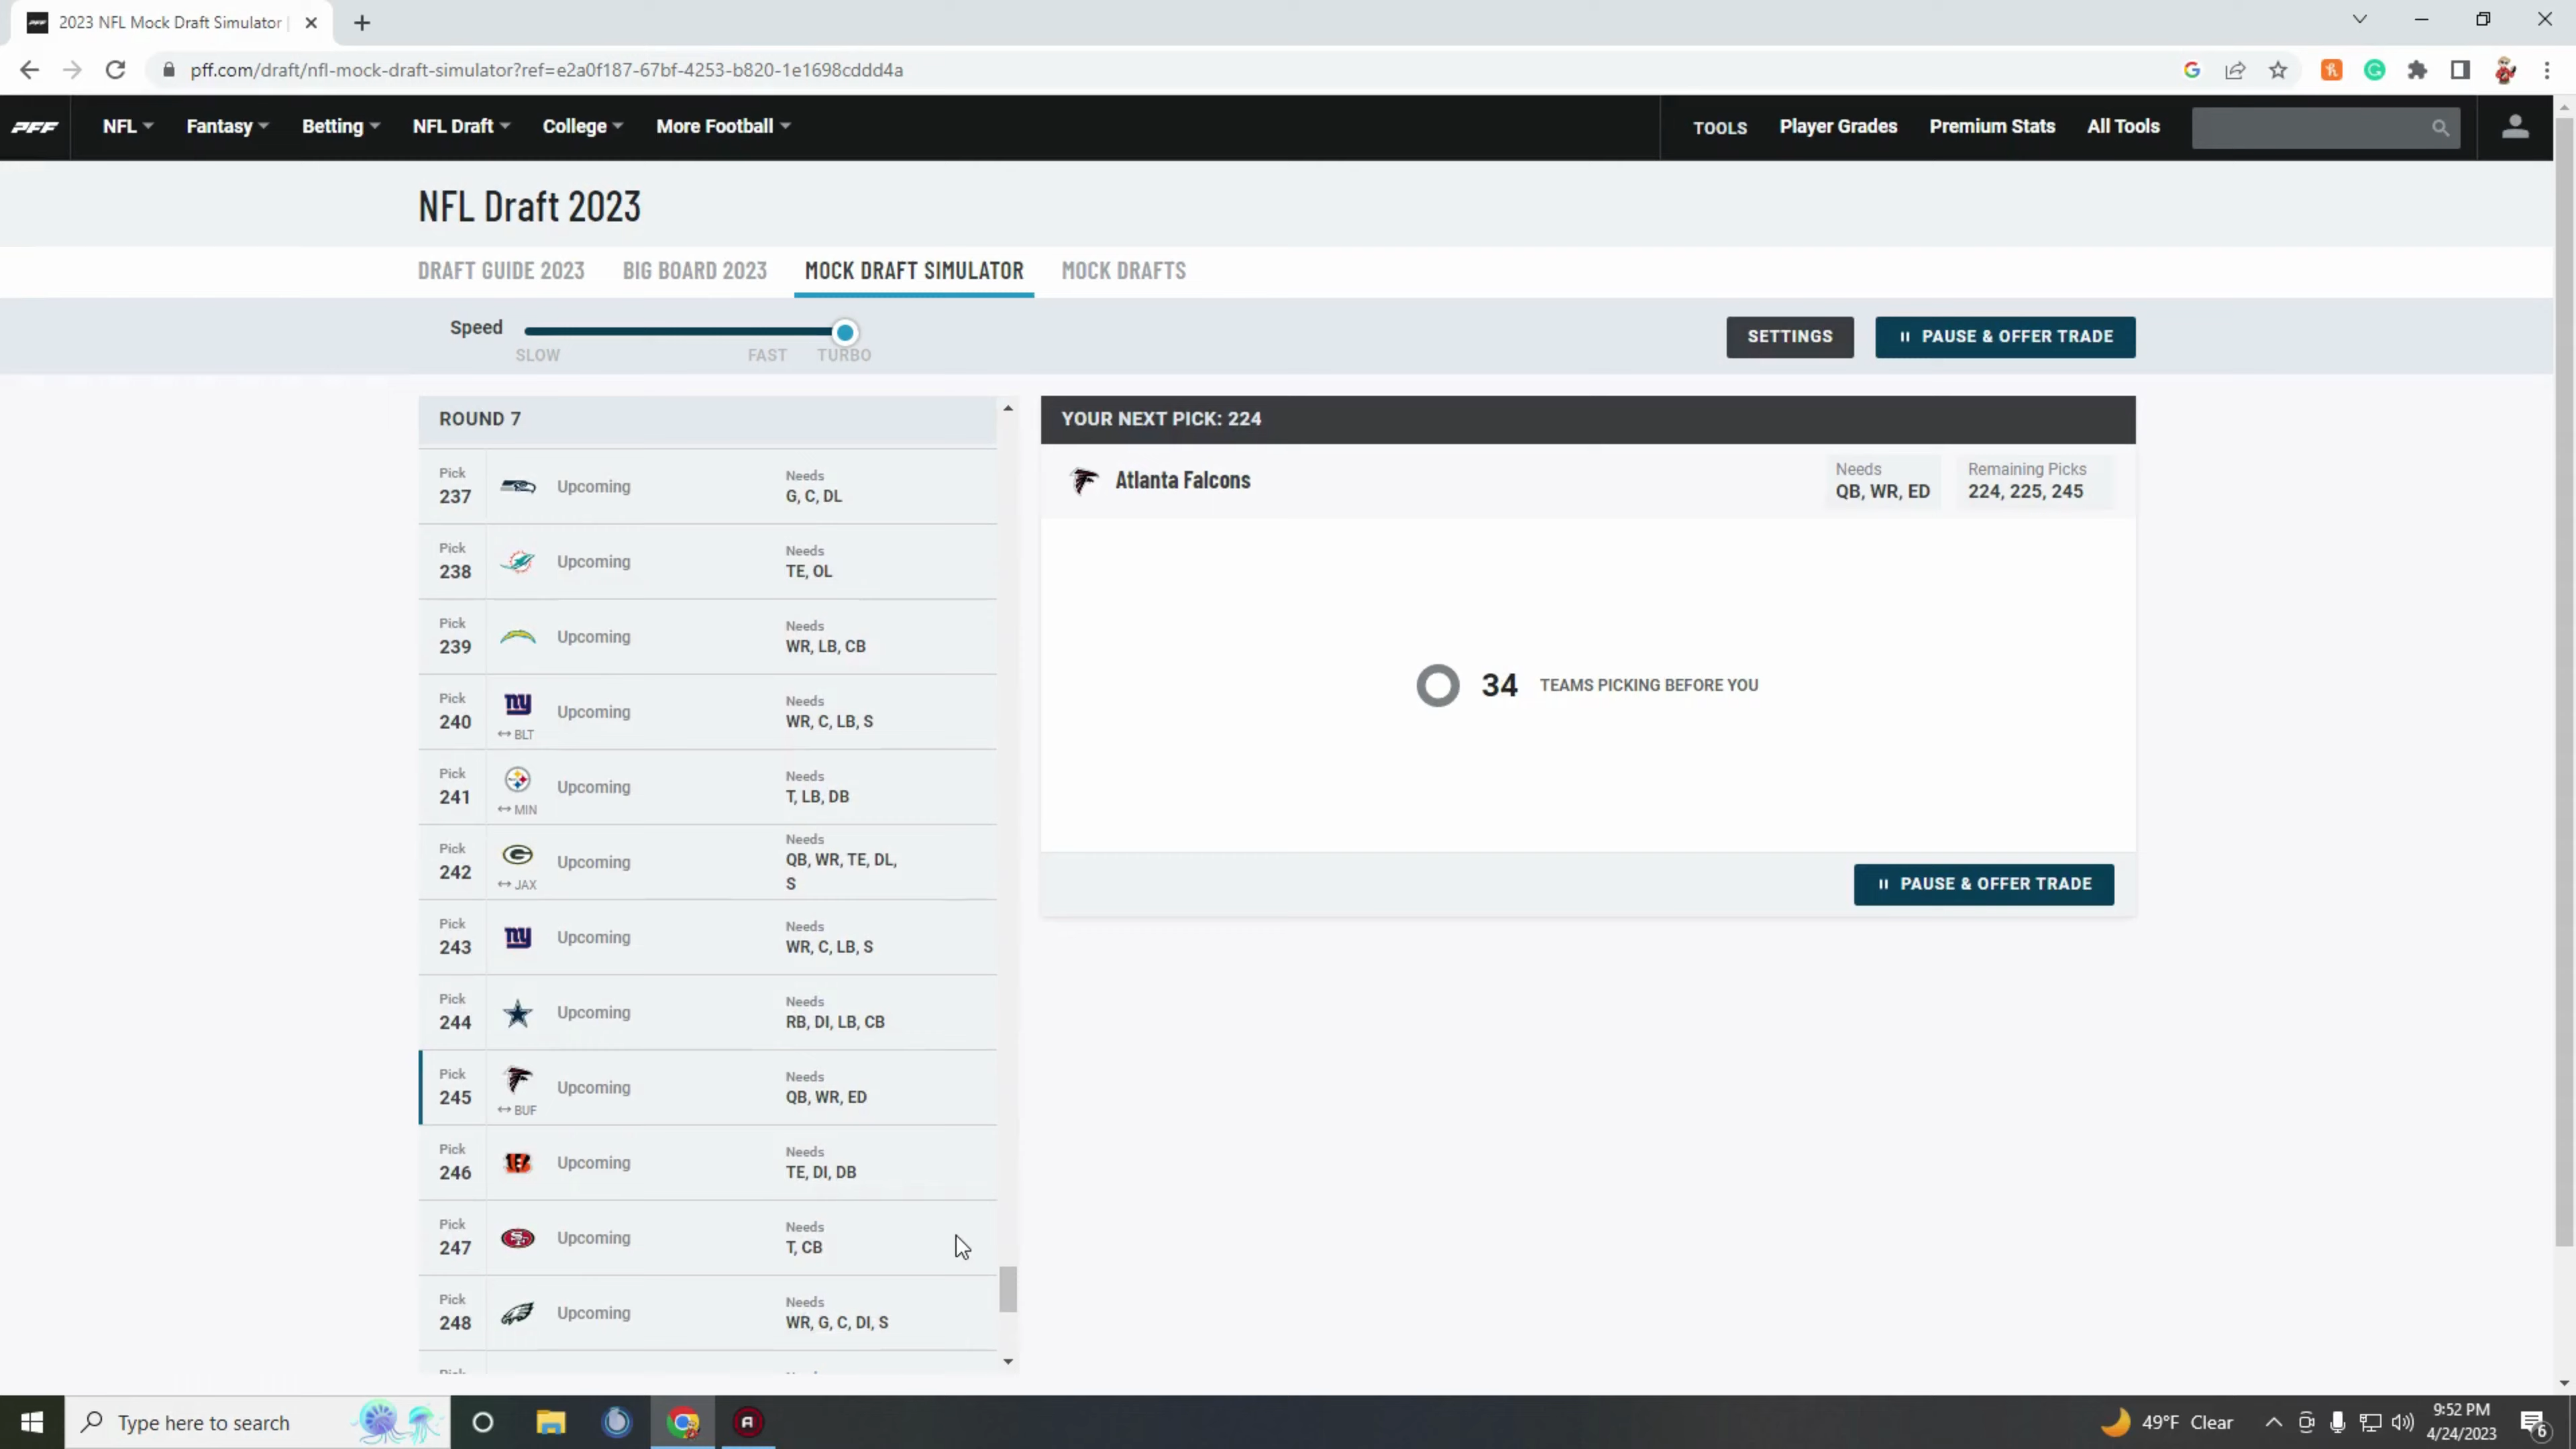 2023 NFL Mock Draft Simulator |
pff.com/draft/nfl-mock-draft-simulator?ref=e2a0f187-67bf-4253-b820-1e1698cddd4a
PFF NFL Fantasy Betting NFL Draft College More Football TOOLS Player Grades Premium Stats All Tools
NFL Draft 2023
DRAFT GUIDE 2023 BIG BOARD 2023 MOCK DRAFT SIMULATOR MOCK DRAFTS
Speed
SLOW FAST TURBO
SETTINGS
PAUSE & OFFER TRADE
ROUND 7
Pick
237
Upcoming
Needs
G, C, DL
Pick
238
Upcoming
Needs
TE, OL
Pick
239
Upcoming
Needs
WR, LB, CB
Pick
240
ny
↔ BLT
Upcoming
Needs
WR, C, LB, S
Pick
241
↔ MIN
Upcoming
Needs
T, LB, DB
Pick
242
G
↔ JAX
Upcoming
Needs
QB, WR, TE, DL,
S
Pick
243
ny
Upcoming
Needs
WR, C, LB, S
Pick
244
Upcoming
Needs
RB, DI, LB, CB
Pick
245
↔ BUF
Upcoming
Needs
QB, WR, ED
Pick
246
Upcoming
Needs
TE, DI, DB
Pick
247
SF
Upcoming
Needs
T, CB
Pick
248
Upcoming
Needs
WR, G, C, DI, S
YOUR NEXT PICK: 224
Atlanta Falcons
Needs
QB, WR, ED
Remaining Picks
224, 225, 245
34 TEAMS PICKING BEFORE YOU
PAUSE & OFFER TRADE
Type here to search
49°F Clear
9:52 PM
4/24/2023
6